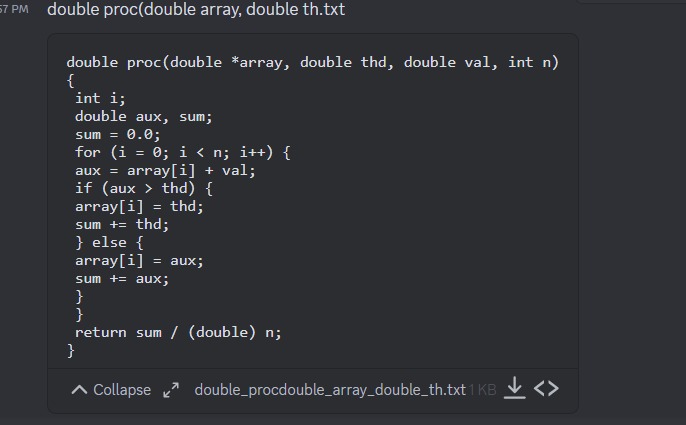 57 PM double proc(double array, double th.txt
double proc(double *array, double thd, double val, int n)
{
int i;
double aux, sum;
sum = 0.0;
for (i = 0; i < n; i++) {
aux = array[i] + val;
if (aux > thd) {
array[i] = thd;
sum += thd;
} else {
array[i] = aux;
sum += aux;
}
}
return sum / (double) n;
}
Collapse double_procdouble_array_double_th.txt 1 KB